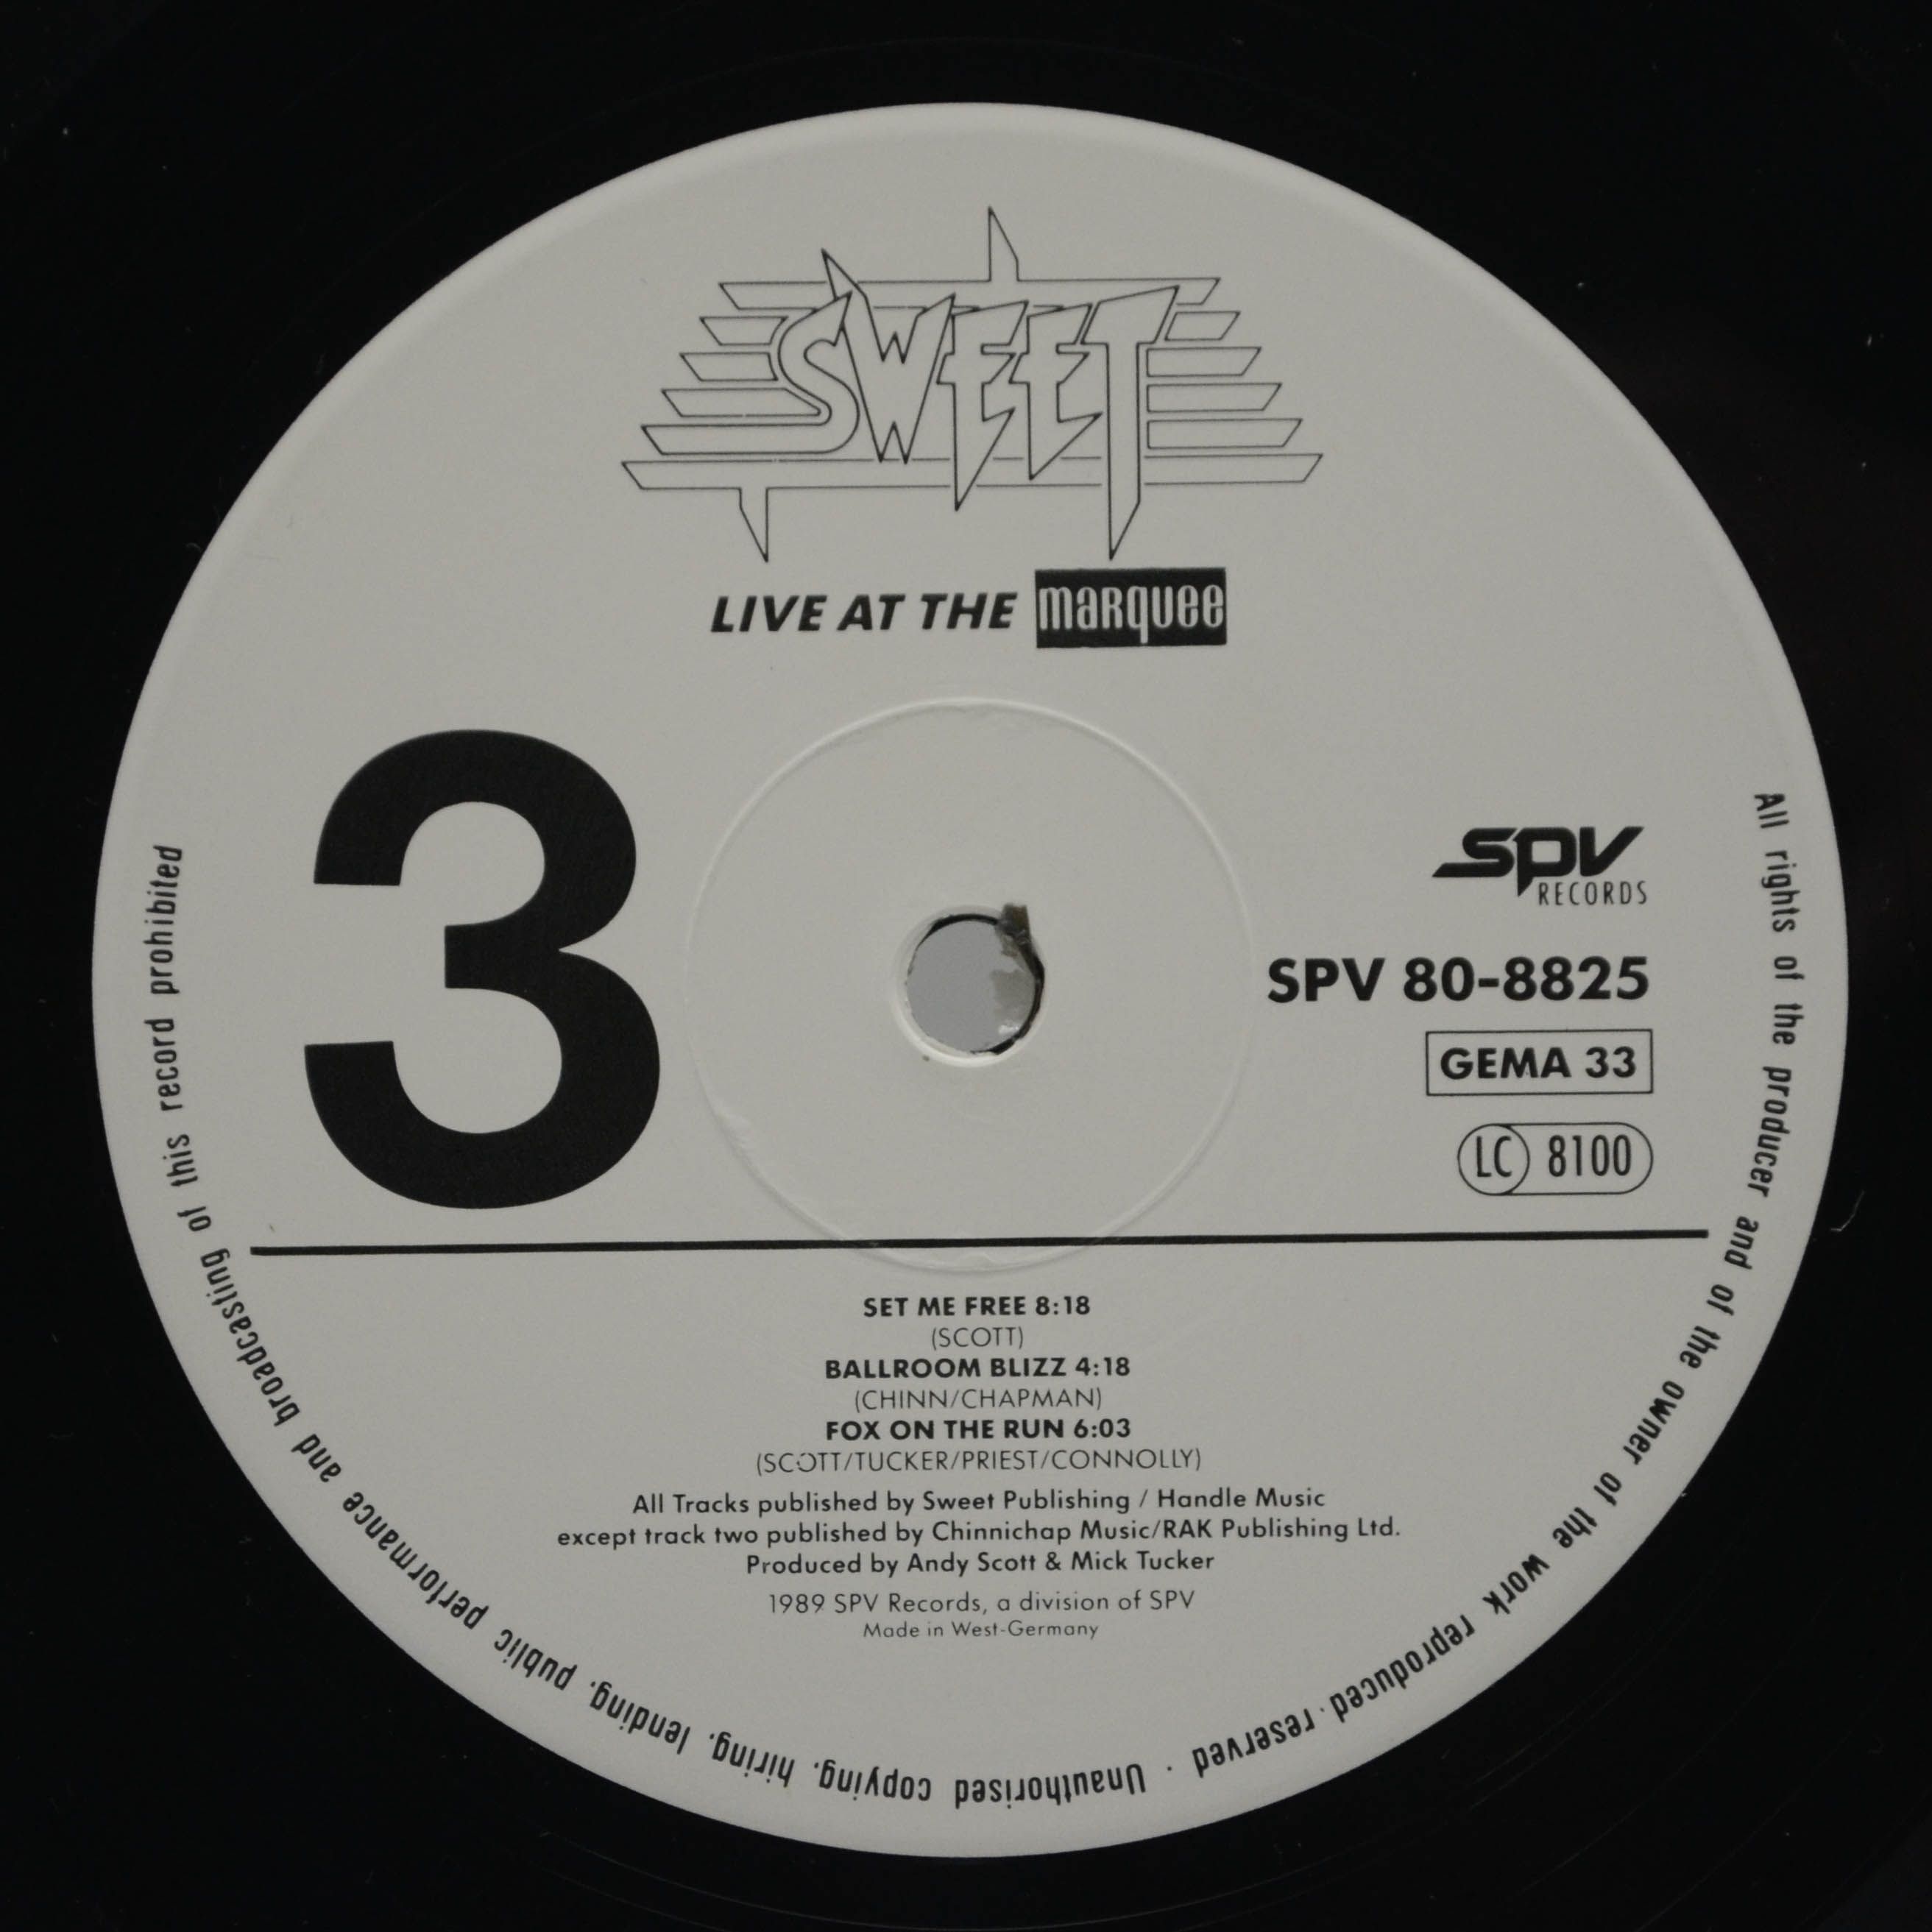 SWEET
LIVE AT THE marquee
3
SPV
RECORDS
SPV 80-8825
GEMA 33
LC 8100
SET ME FREE 8:18
(SCOTT)
BALLROOM BLIZZ 4:18
(CHINN/CHAPMAN)
FOX ON THE RUN 6:03
(SCOTT/TUCKER/PRIEST/CONNOLLY)
All Tracks published by Sweet Publishing / Handle Music
except track two published by Chinnichap Music/RAK Publishing Ltd.
Produced by Andy Scott & Mick Tucker
1989 SPV Records, a division of SPV
Made in West-Germany
All rights of the producer and of the owner of the work reproduced reserved · Unauthorised copying, hiring, lending, public performance and broadcasting of this record prohibited